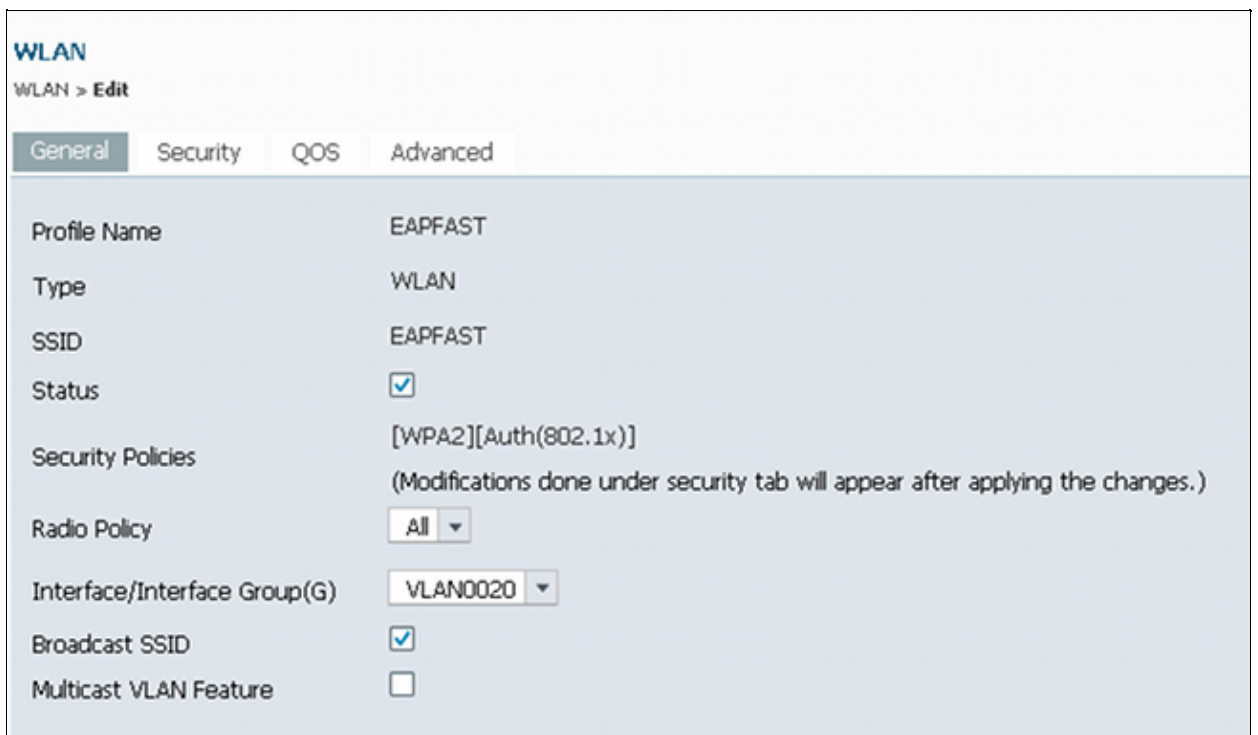 WLAN
WLAN > Edit
General Security QOS Advanced
Profile Name EAPFAST
Type WLAN
SSID EAPFAST
Status
Security Policies [WPA2][Auth(802.1x)]
(Modifications done under security tab will appear after applying the changes.)
Radio Policy All
Interface/Interface Group(G) VLAN0020
Broadcast SSID
Multicast VLAN Feature